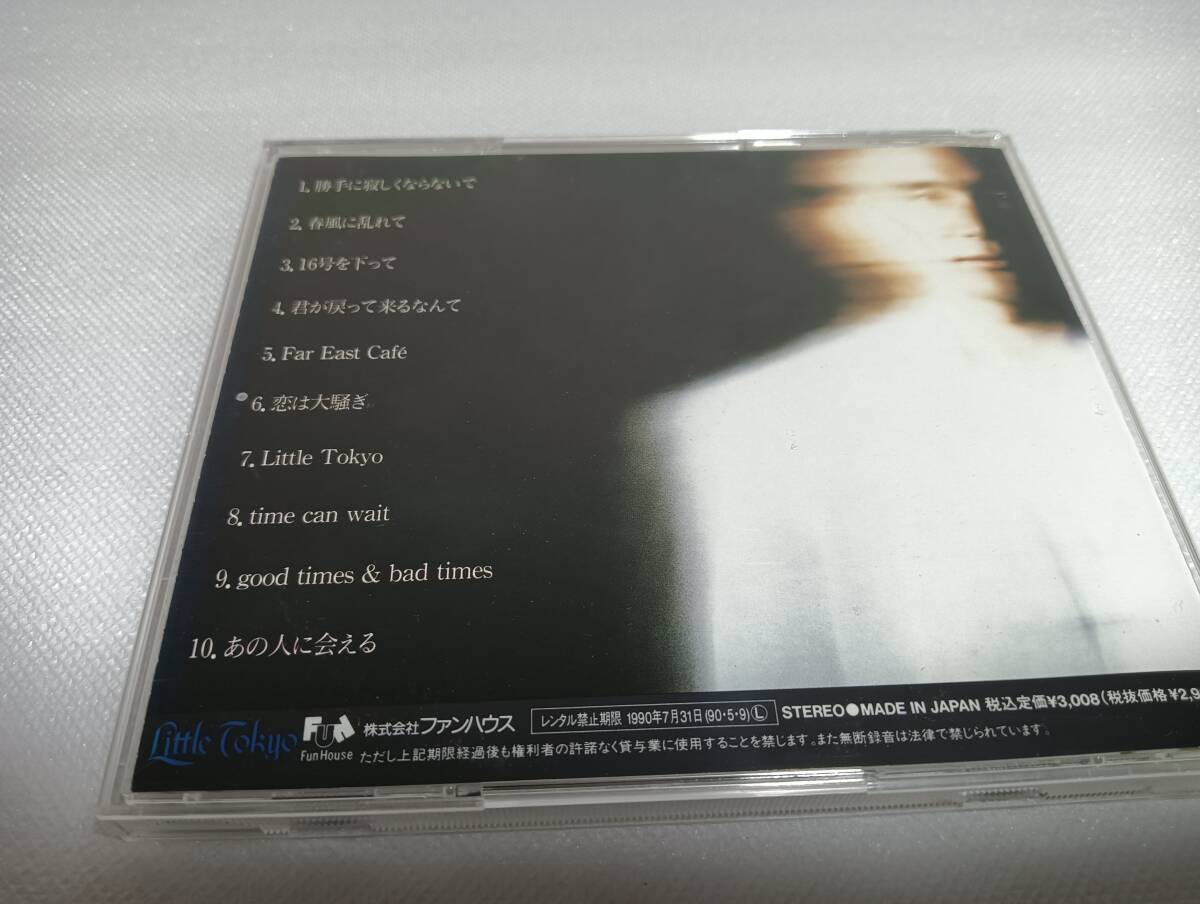 1. 勝手に寂しくならないで
2. 春風に乱れて
3. 16号を下って
4. 君が戻って来るなんて
5. Far East Café
6. 恋は大騒ぎ
7. Little Tokyo
8. time can wait
9. good times & bad times
10. あの人に会える
Little Tokyo
FUN
Fun House
株式会社ファンハウス
レンタル禁止期限 1990年7月31日(90・5・9)Ⓛ
STEREO●MADE IN JAPAN 税込定価¥3,008(税抜価格¥2,9
ただし上記期限経過後も権利者の許諾なく貸与業に使用することを禁じます。また無断録音は法律で禁じられています。